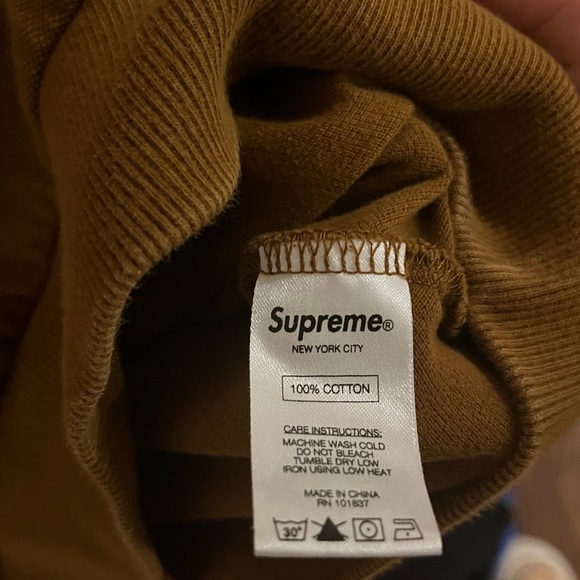 Supreme®
NEW YORK CITY
100% COTTON
CARE INSTRUCTIONS:
MACHINE WASH COLD
DO NOT BLEACH
TUMBLE DRY LOW
IRON USING LOW HEAT
MADE IN CHINA
RN 101837
30°